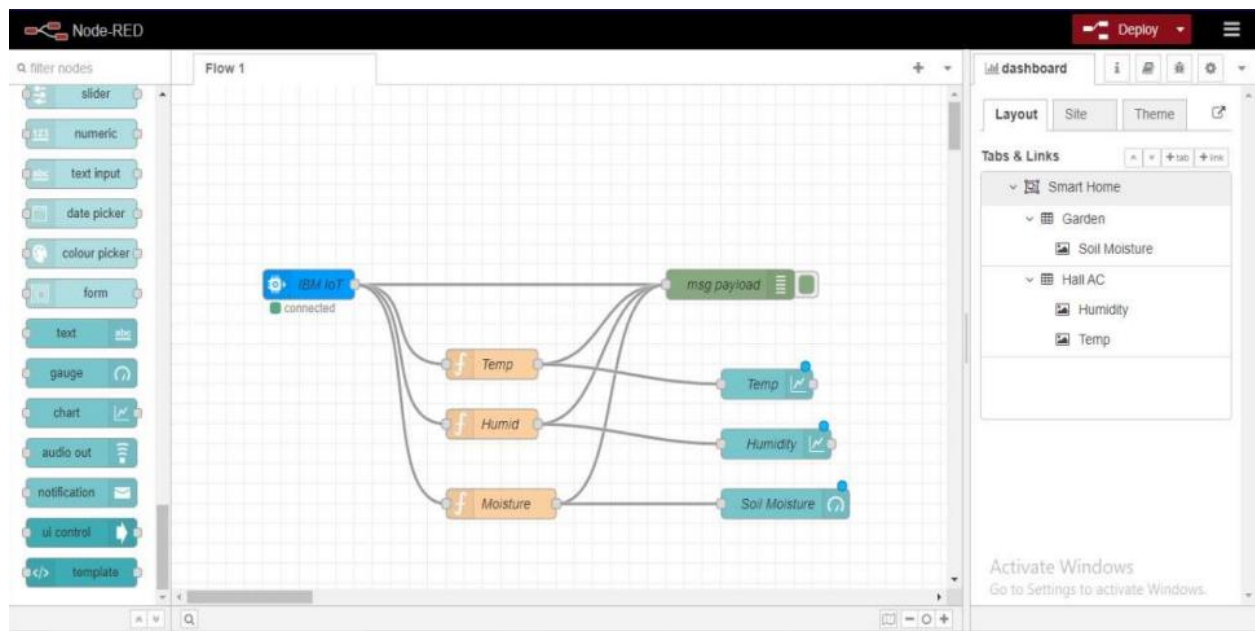 Node-RED
Deploy
filter nodes
Flow 1
dashboard
i
slider
numeric
text input
date picker
colour picker
form
text
gauge
chart
audio out
notification
ui control
template
IBM IoT
connected
Temp
Humid
Moisture
msg payload
Temp
Humidity
Soil Moisture
Layout
Site
Theme
Tabs & Links
+ tab
+ link
Smart Home
Garden
Soil Moisture
Hall AC
Humidity
Temp
Activate Windows
Go to Settings to activate Windows.